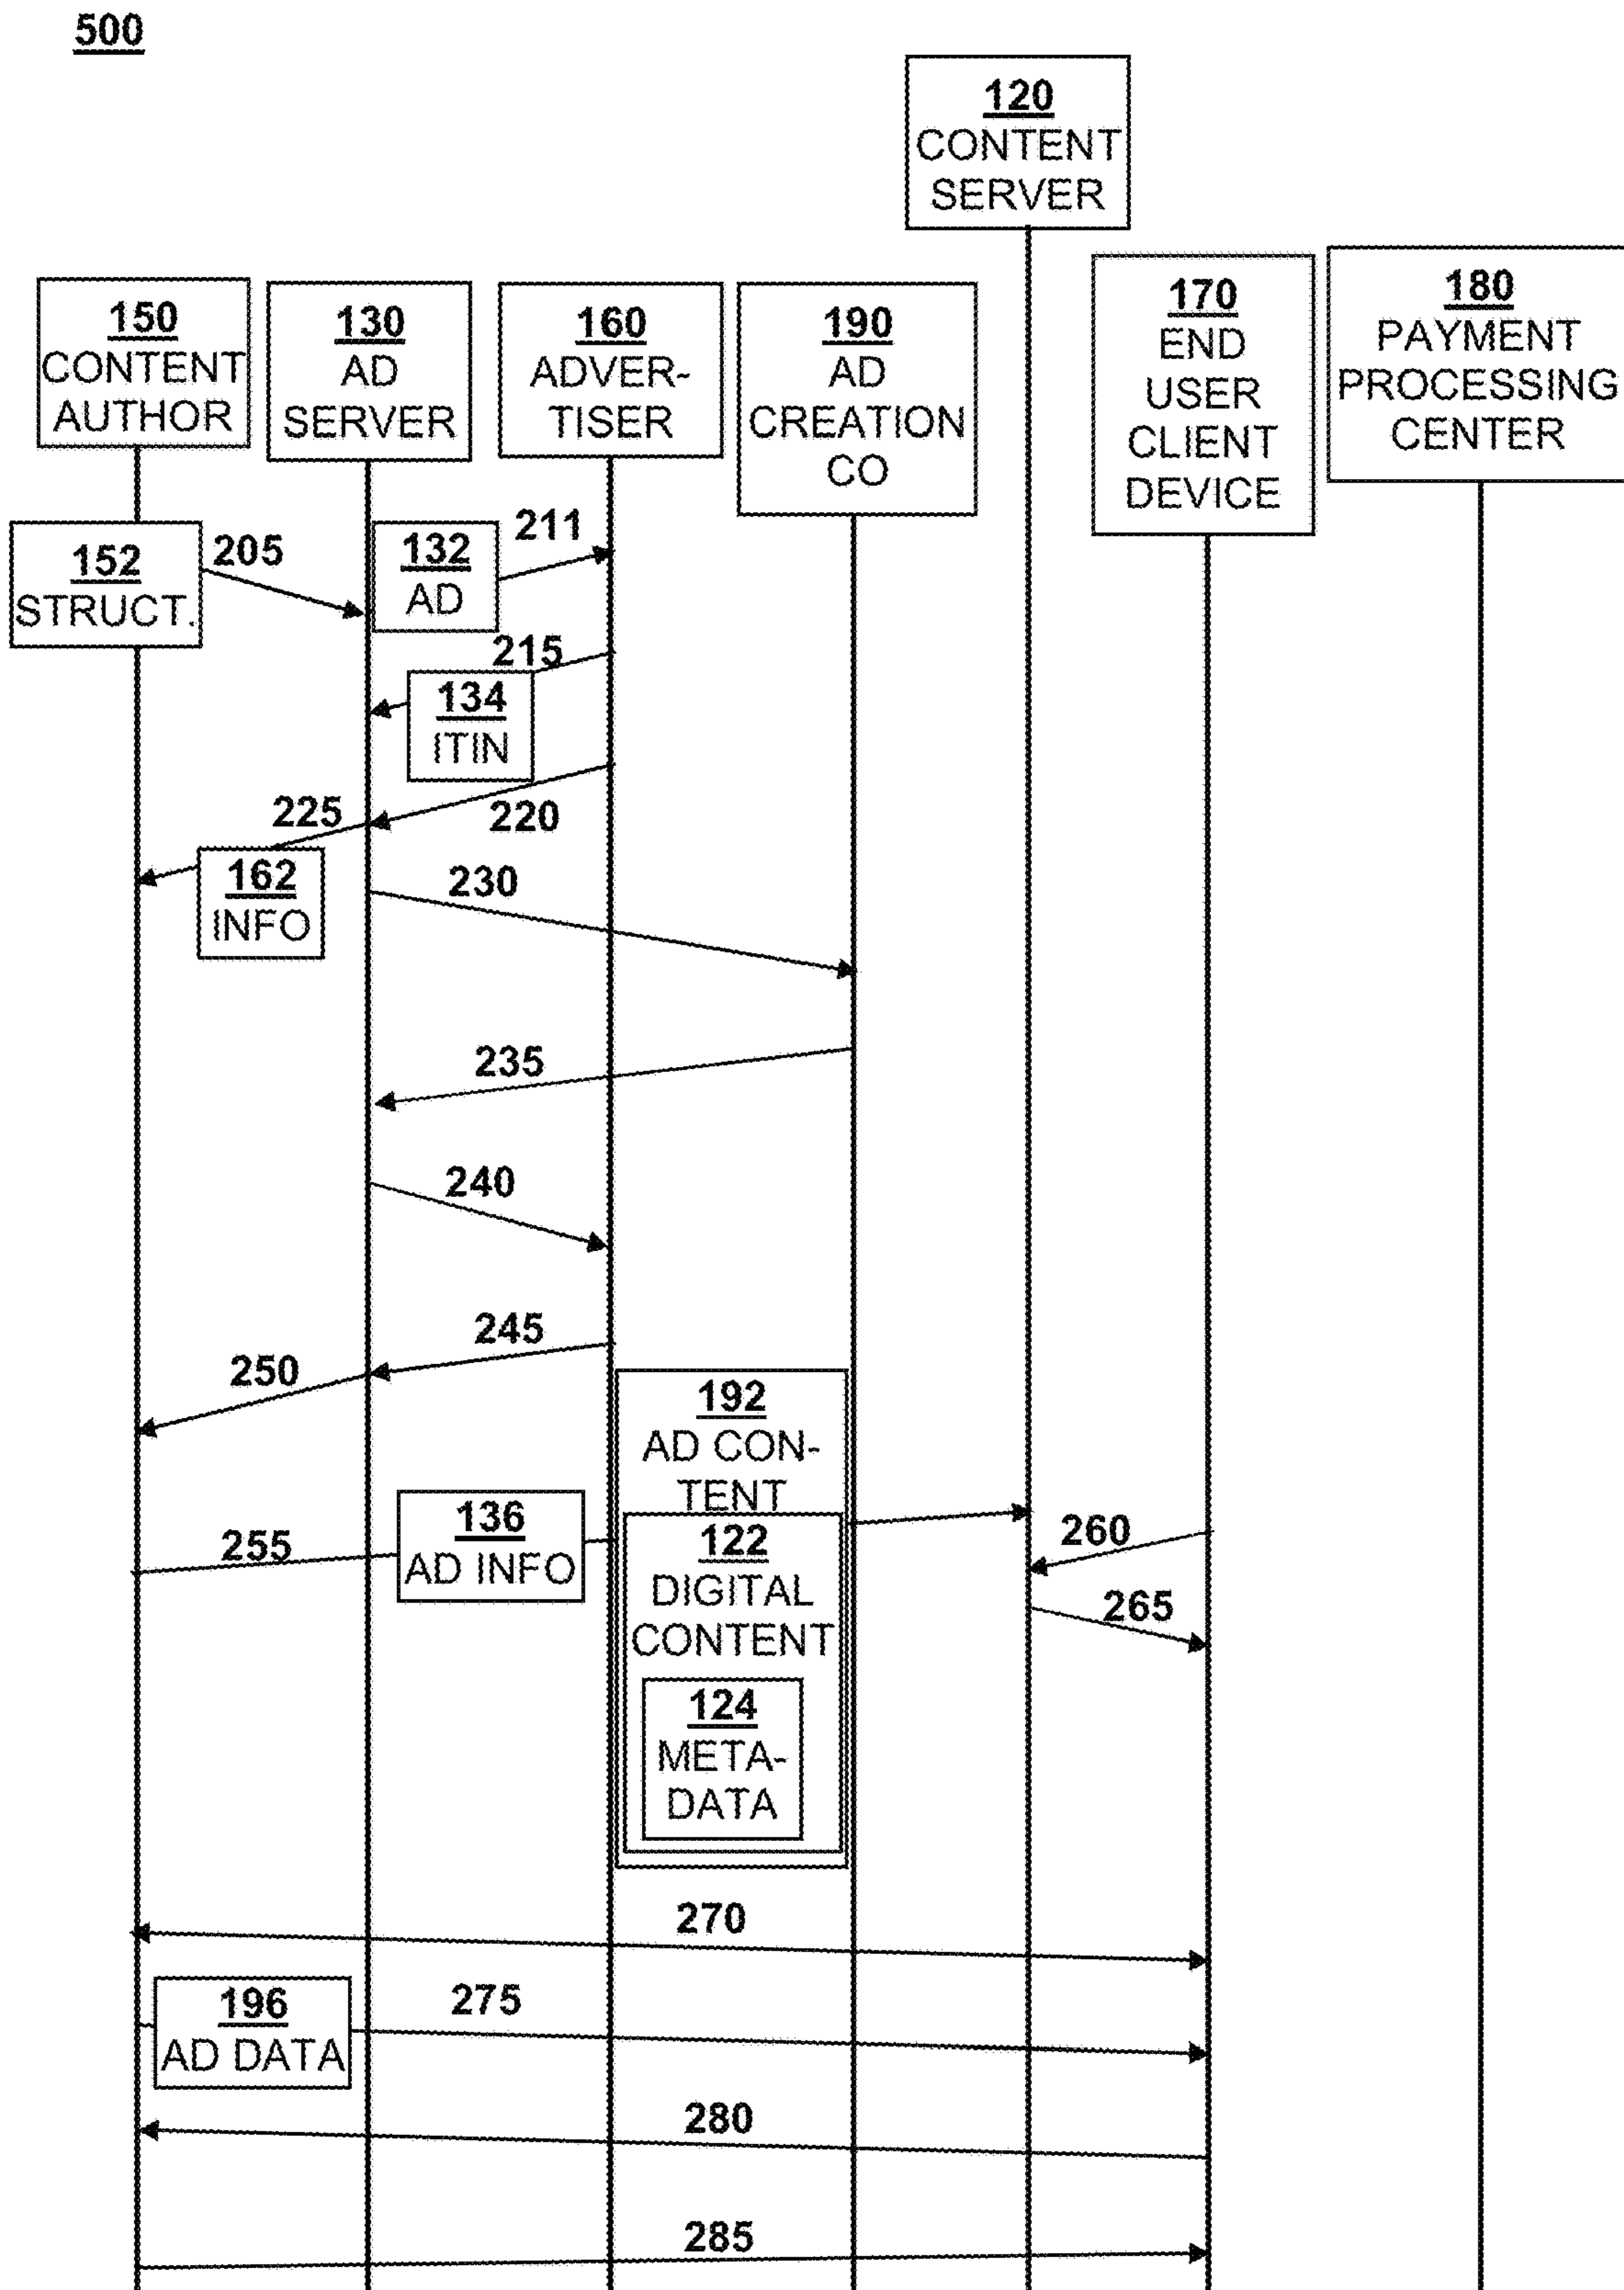 500
120
CONTENT
SERVER
150
CONTENT
AUTHOR
130
AD
SERVER
160
ADVER-
TISER
190
AD
CREATION
CO
170
END
USER
CLIENT
DEVICE
180
PAYMENT
PROCESSING
CENTER
152
STRUCT.
205
132
AD
211
215
134
ITIN
220
225
162
INFO
230
235
240
245
250
192
AD CON-
TENT
255
136
AD INFO
122
DIGITAL
CONTENT
124
META-
DATA
260
265
270
196
AD DATA
275
280
285